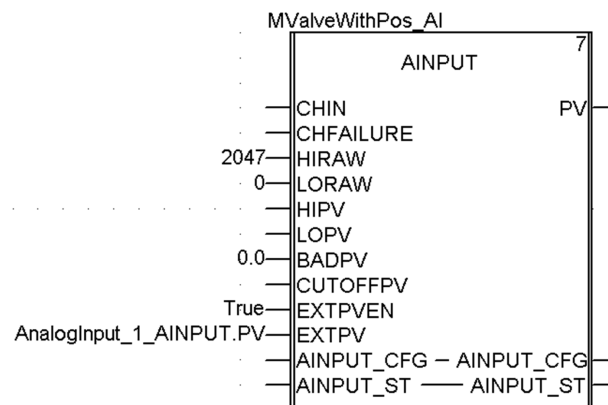 MValveWithPos_AI
7
AINPUT
CHIN PV
CHFAILURE
2047 HIRAW
0 LORAW
HIPV
LOPV
0.0 BADPV
CUTOFFPV
True EXTPVEN
AnalogInput_1_AINPUT.PV EXTPV
AINPUT_CFG AINPUT_CFG
AINPUT_ST AINPUT_ST